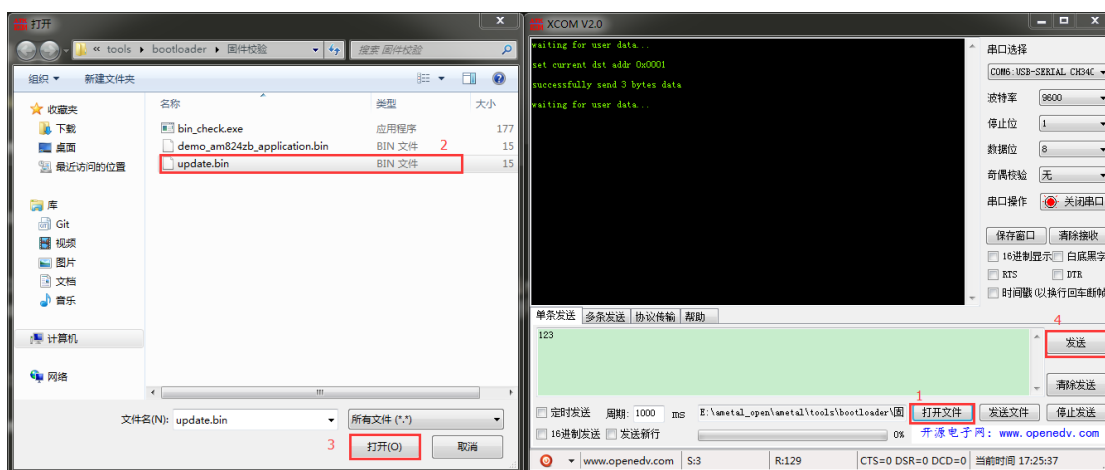 打开
« tools ▸ bootloader ▸ 固件校验
搜索 固件校验
组织 新建文件夹
收藏夹
下载
桌面
最近访问的位置
库
Git
视频
图片
文档
音乐
计算机
网络
名称 类型 大小
bin_check.exe 应用程序 177
demo_am824zb_application.bin BIN 文件 15
2
update.bin BIN 文件 15
文件名(N): update.bin 所有文件 (*.*)
3 打开(O) 取消
XCOM V2.0
waiting for user data...
set current dst addr 0x0001
successfully send 3 bytes data
waiting for user data...
串口选择
COM6:USB-SERIAL CH34C
波特率 9600
停止位 1
数据位 8
奇偶校验 无
串口操作 关闭串口
保存窗口 清除接收
16进制显示 白底黑字
RTS DTR
时间戳(以换行回车断帧
单条发送 多条发送 协议传输 帮助
123
4
发送
清除发送
1
定时发送 周期: 1000 ms E:\ametal_open\ametal\tools\bootloader\固 打开文件 发送文件 停止发送
16进制发送 发送新行 0% 开源电子网: www.openedv.com
www.openedv.com S:3 R:129 CTS=0 DSR=0 DCD=0 当前时间 17:25:37